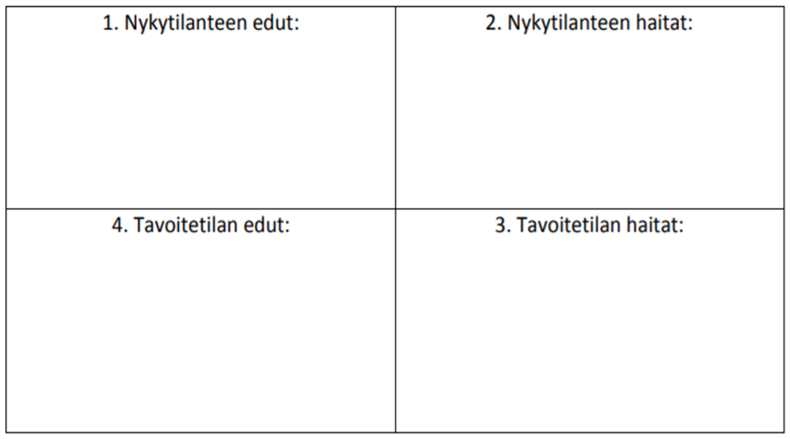 1. Nykytilanteen edut:
2. Nykytilanteen haitat:
4. Tavoitetilan edut:
3. Tavoitetilan haitat: